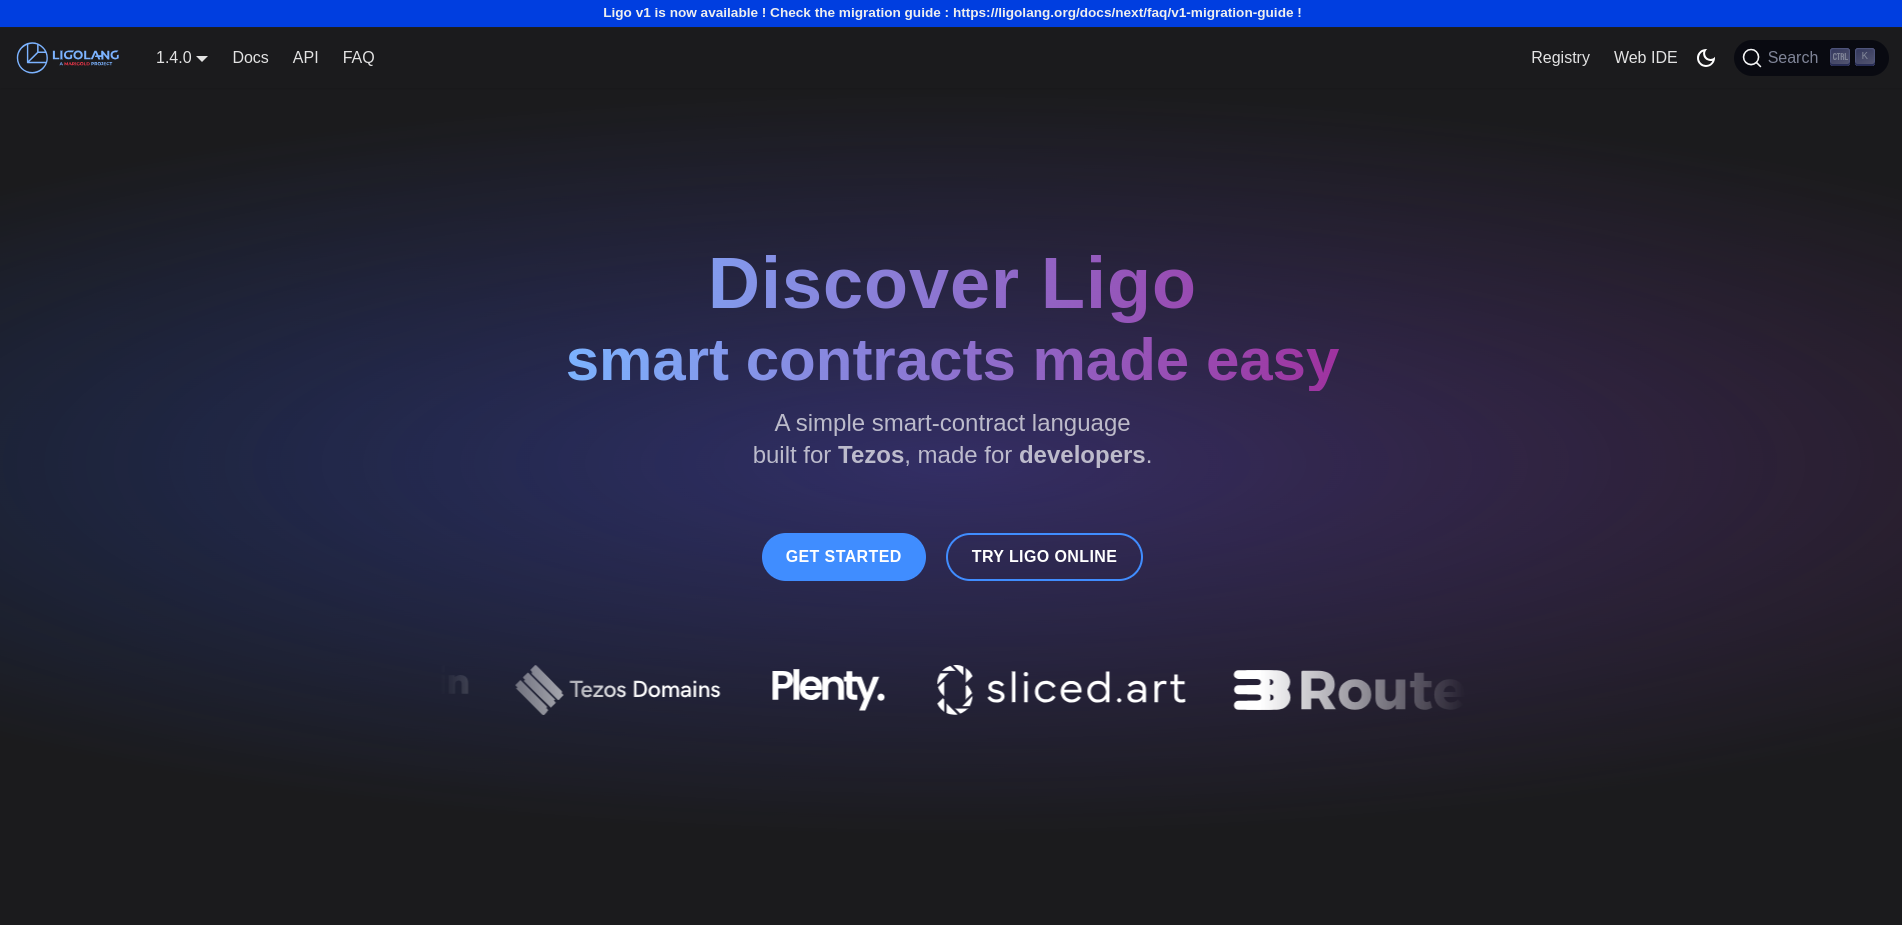 Ligo v1 is now available ! Check the migration guide : https://ligolang.org/docs/next/faq/v1-migration-guide !
LIGOLANG
A MARIGOLD PROJECT
1.4.0
Docs
API
FAQ
Registry
Web IDE
Search
CTRL
K
Discover Ligo
smart contracts made easy
A simple smart-contract language
built for Tezos, made for developers.
GET STARTED
TRY LIGO ONLINE
n
Tezos Domains
Plenty.
sliced.art
3Route